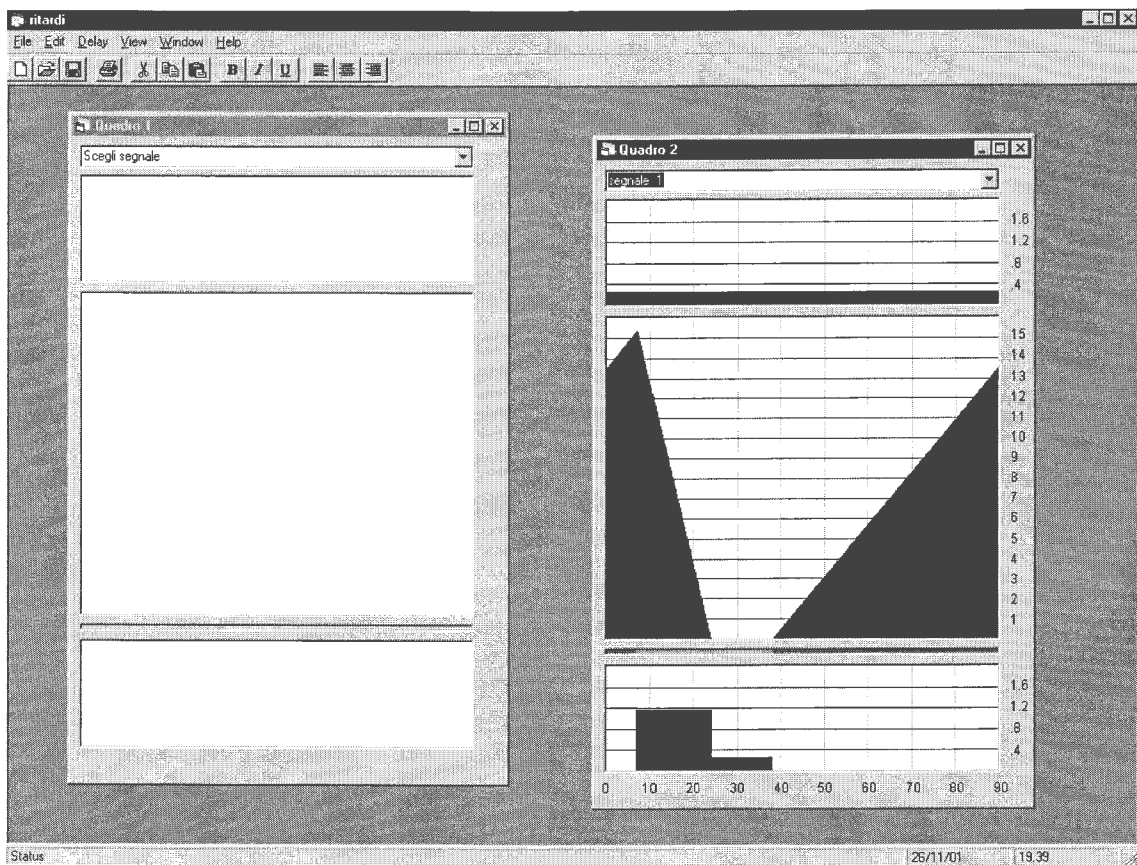 ritardi
File Edit Delay View Window Help
B I U
Quadro 1
Scegli segnale
Quadro 2
segnale 1
1.6
1.2
.8
.4
15
14
13
12
11
10
9
8
7
6
5
4
3
2
1
1.6
1.2
.8
.4
0 10 20 30 40 50 60 70 80 90
Status 26/11/01 19.39